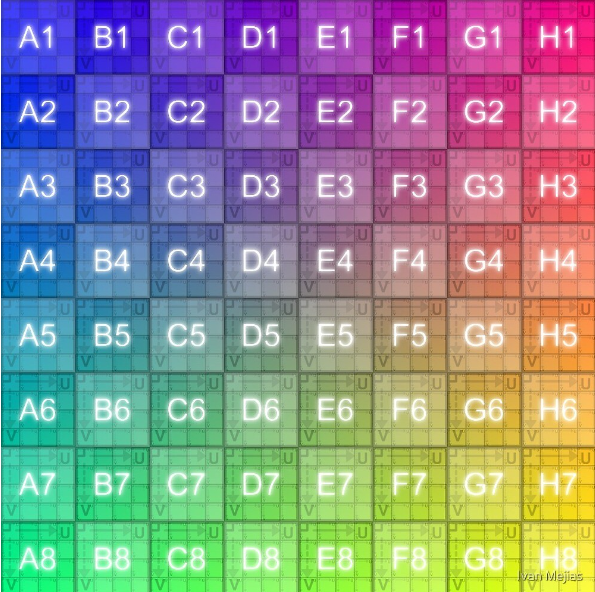 A1 B1 C1 D1 E1 F1 G1 H1
A2 B2 C2 D2 E2 F2 G2 H2
A3 B3 C3 D3 E3 F3 G3 H3
A4 B4 C4 D4 E4 F4 G4 H4
A5 B5 C5 D5 E5 F5 G5 H5
A6 B6 C6 D6 E6 F6 G6 H6
A7 B7 C7 D7 E7 F7 G7 H7
A8 B8 C8 D8 E8 F8 G8 H8
Ivan Mejias